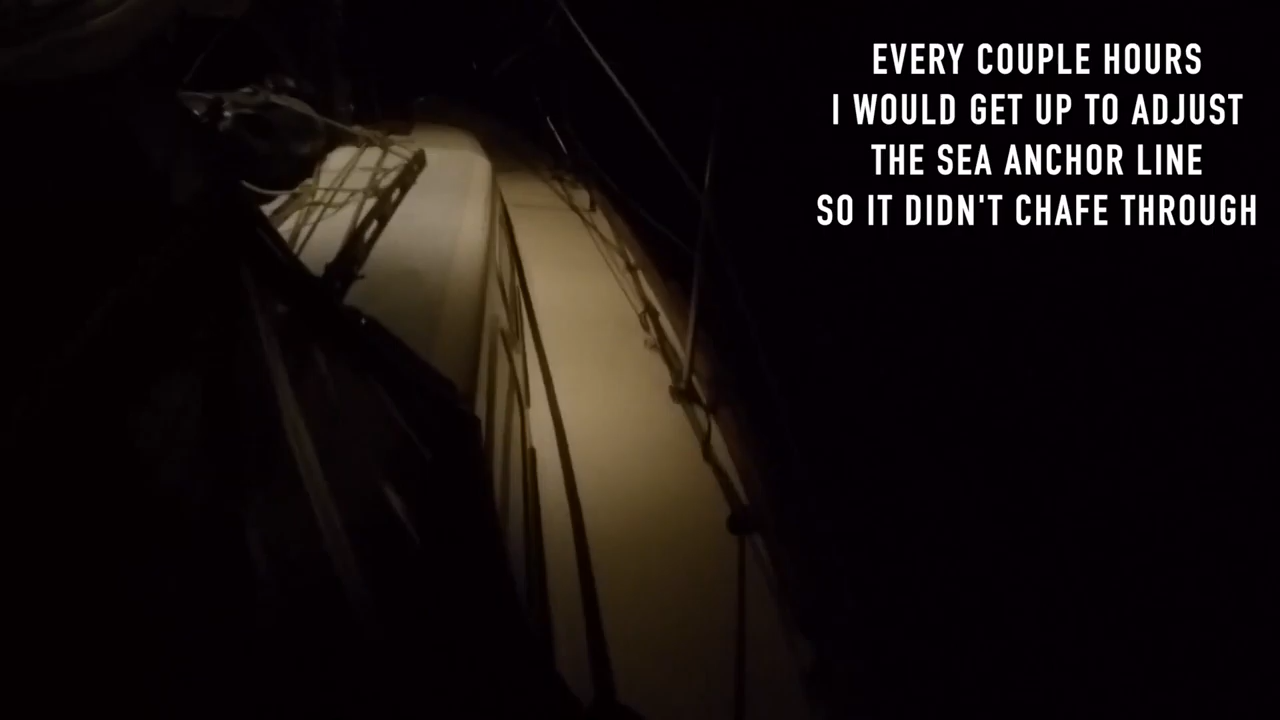 EVERY COUPLE HOURS
I WOULD GET UP TO ADJUST
THE SEA ANCHOR LINE
SO IT DIDN'T CHAFE THROUGH